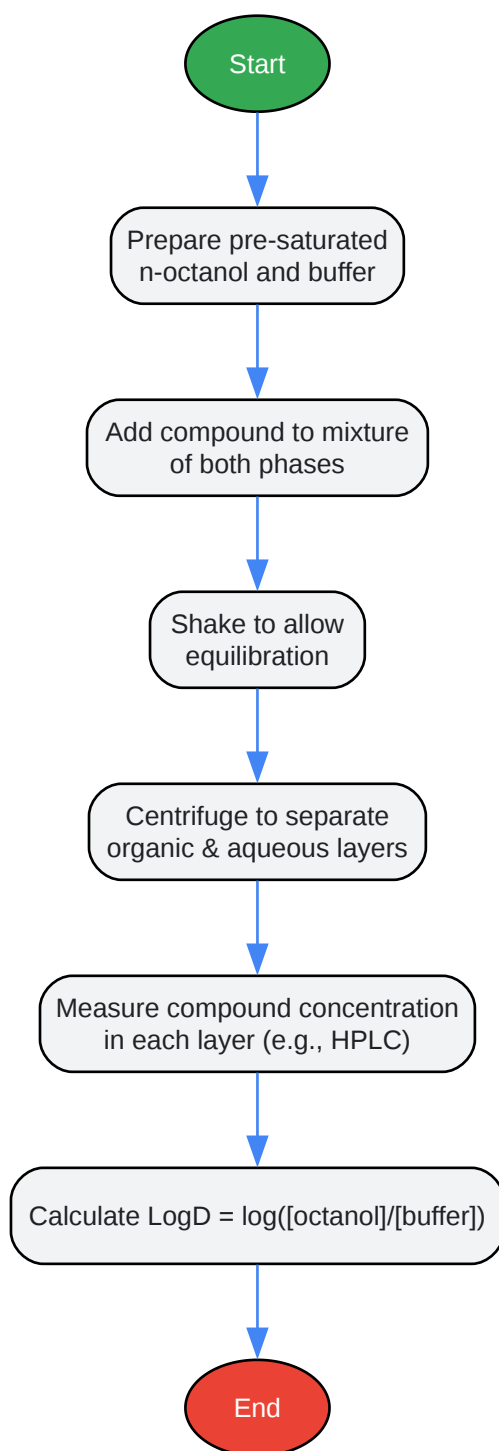 Start
Prepare pre-saturated
n-octanol and buffer
Add compound to mixture
of both phases
Shake to allow
equilibration
Centrifuge to separate
organic & aqueous layers
Measure compound concentration
in each layer (e.g., HPLC)
Calculate LogD = log([octanol]/[buffer])
End